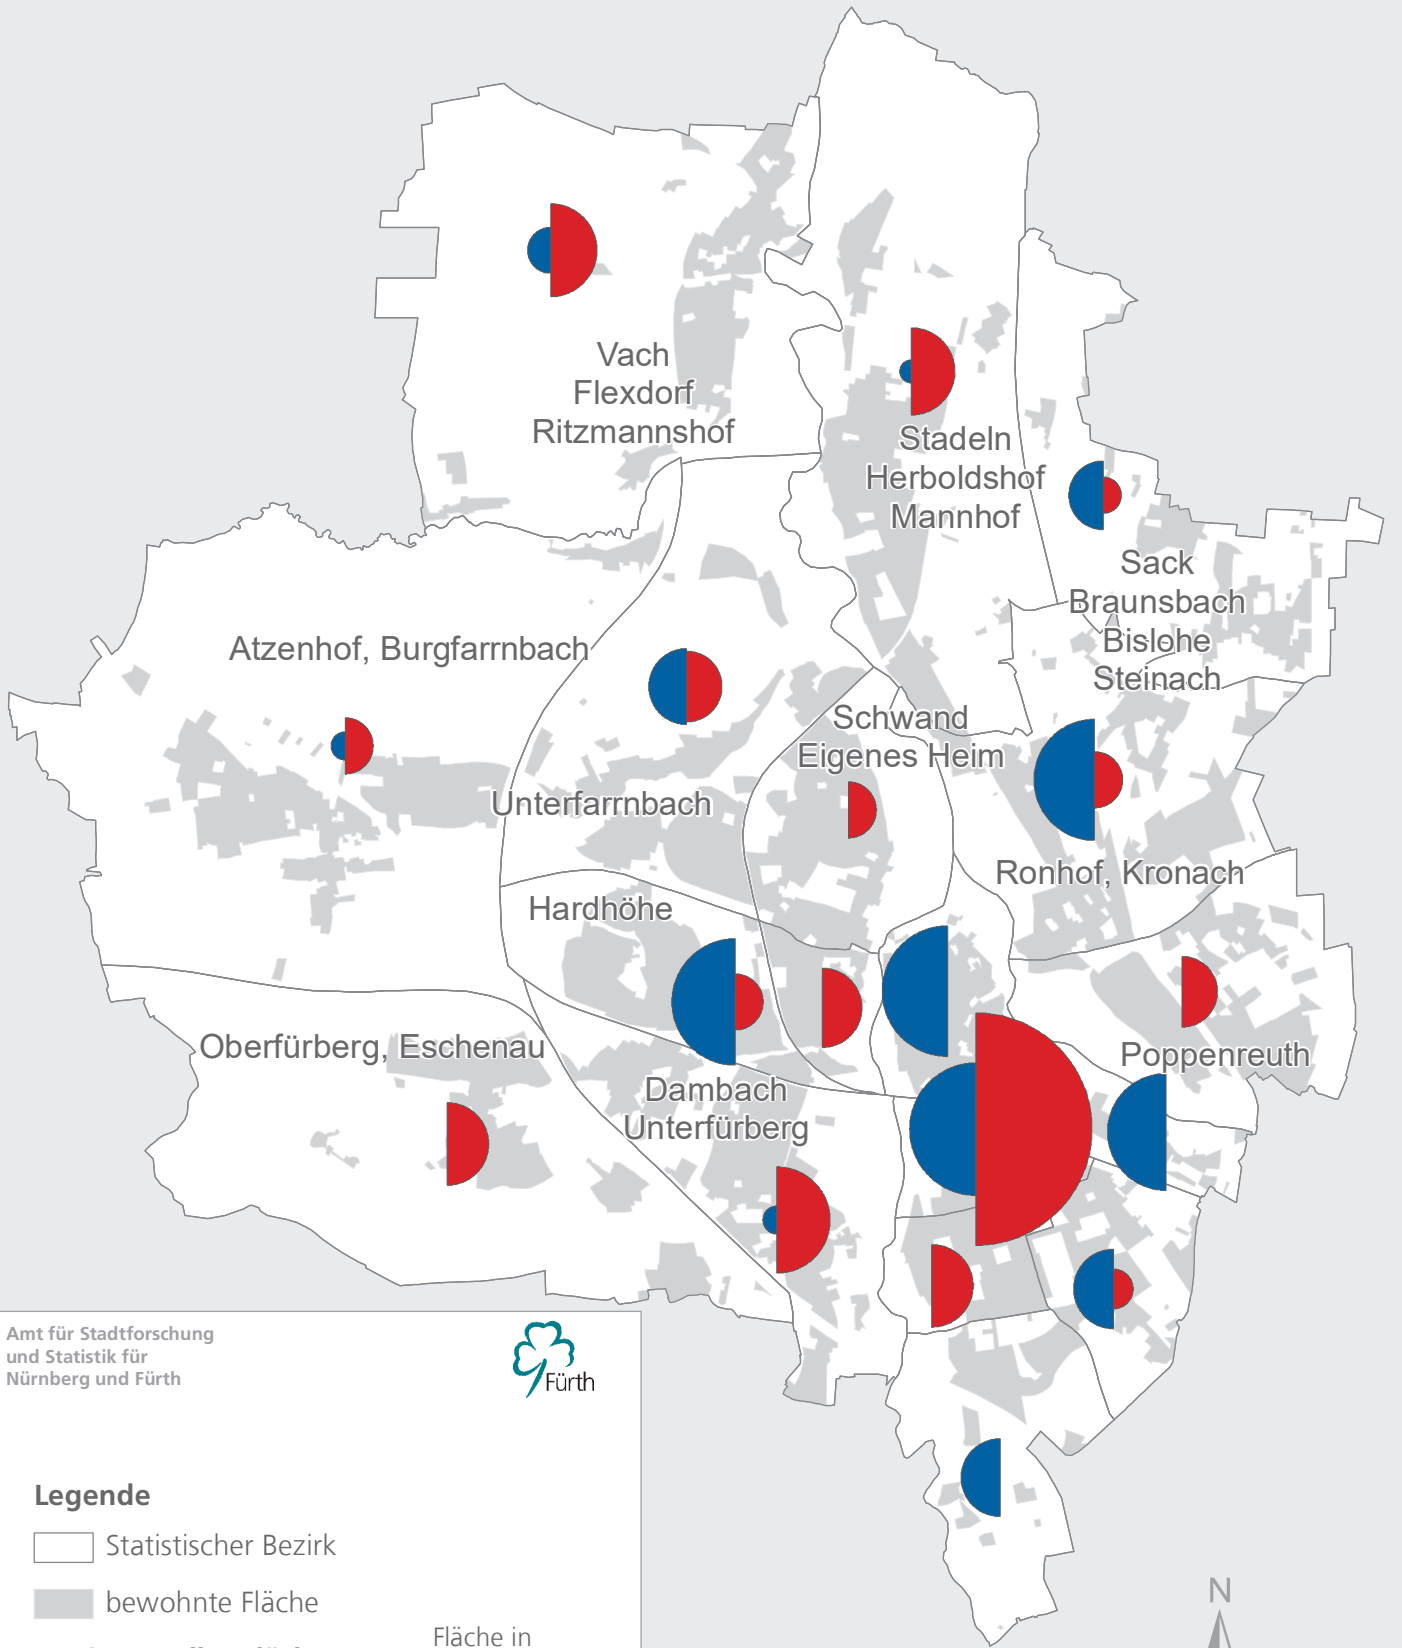 Vach
Flexdorf
Ritzmannshof
Stadeln
Herboldshof
Mannhof
Sack
Braunsbach
Bislohe
Steinach
Atzenhof, Burgfarrnbach
Schwand
Eigenes Heim
Unterfarrnbach
Ronhof, Kronach
Hardhöhe
Oberfürberg, Eschenau
Poppenreuth
Dambach
Unterfürberg
Amt für Stadtforschung
und Statistik für
Nürnberg und Fürth
Fürth
Legende
Statistischer Bezirk
bewohnte Fläche
Fläche in
N